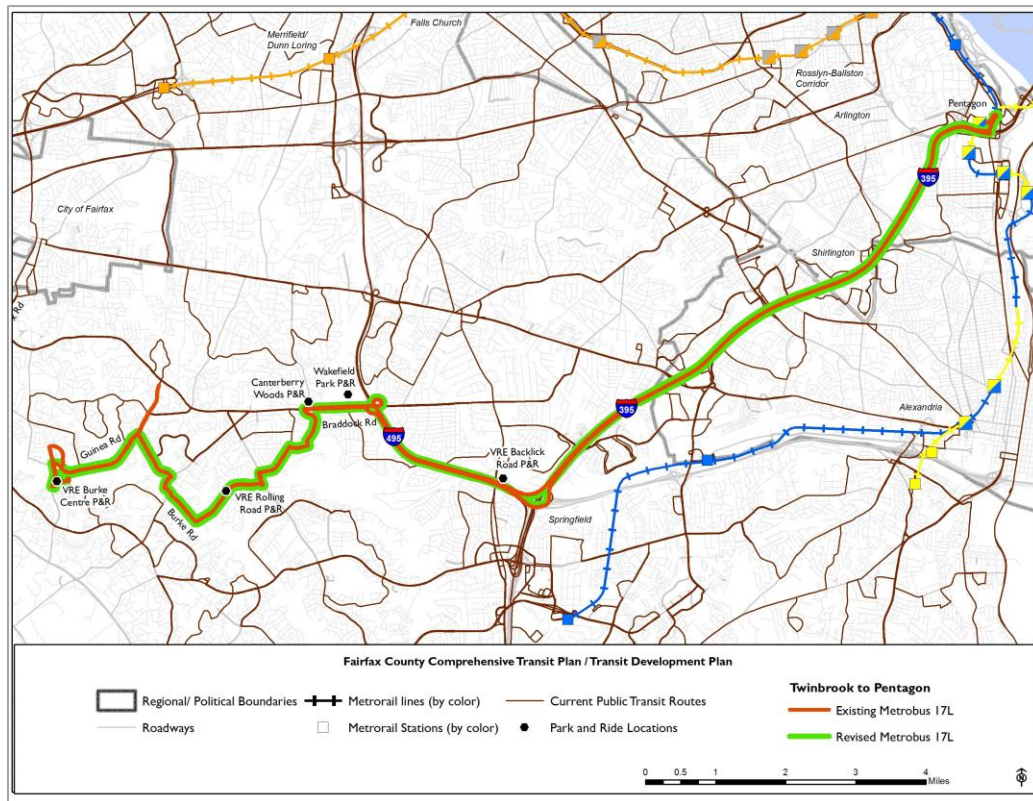 Falls Church
Merrifield/
Dunn Loring
Rosslyn-Ballston
Corridor
Pentagon
Arlington
395
City of Fairfax
Shirlington
x Rd
Wakefield
Park P&R
Canterberry
Woods P&R
395
Braddock Rd
Alexandria
495
Guinea Rd
VRE Backlick
Road P&R
VRE Burke
Centre P&R
VRE Rolling
Road P&R
Burke Rd
Springfield
Fairfax County Comprehensive Transit Plan / Transit Development Plan
Regional/ Political Boundaries
Metrorail lines (by color)
Current Public Transit Routes
Roadways
Metrorail Stations (by color)
Park and Ride Locations
Twinbrook to Pentagon
Existing Metrobus 17L
Revised Metrobus 17L
0 0.5 1 2 3 4
Miles